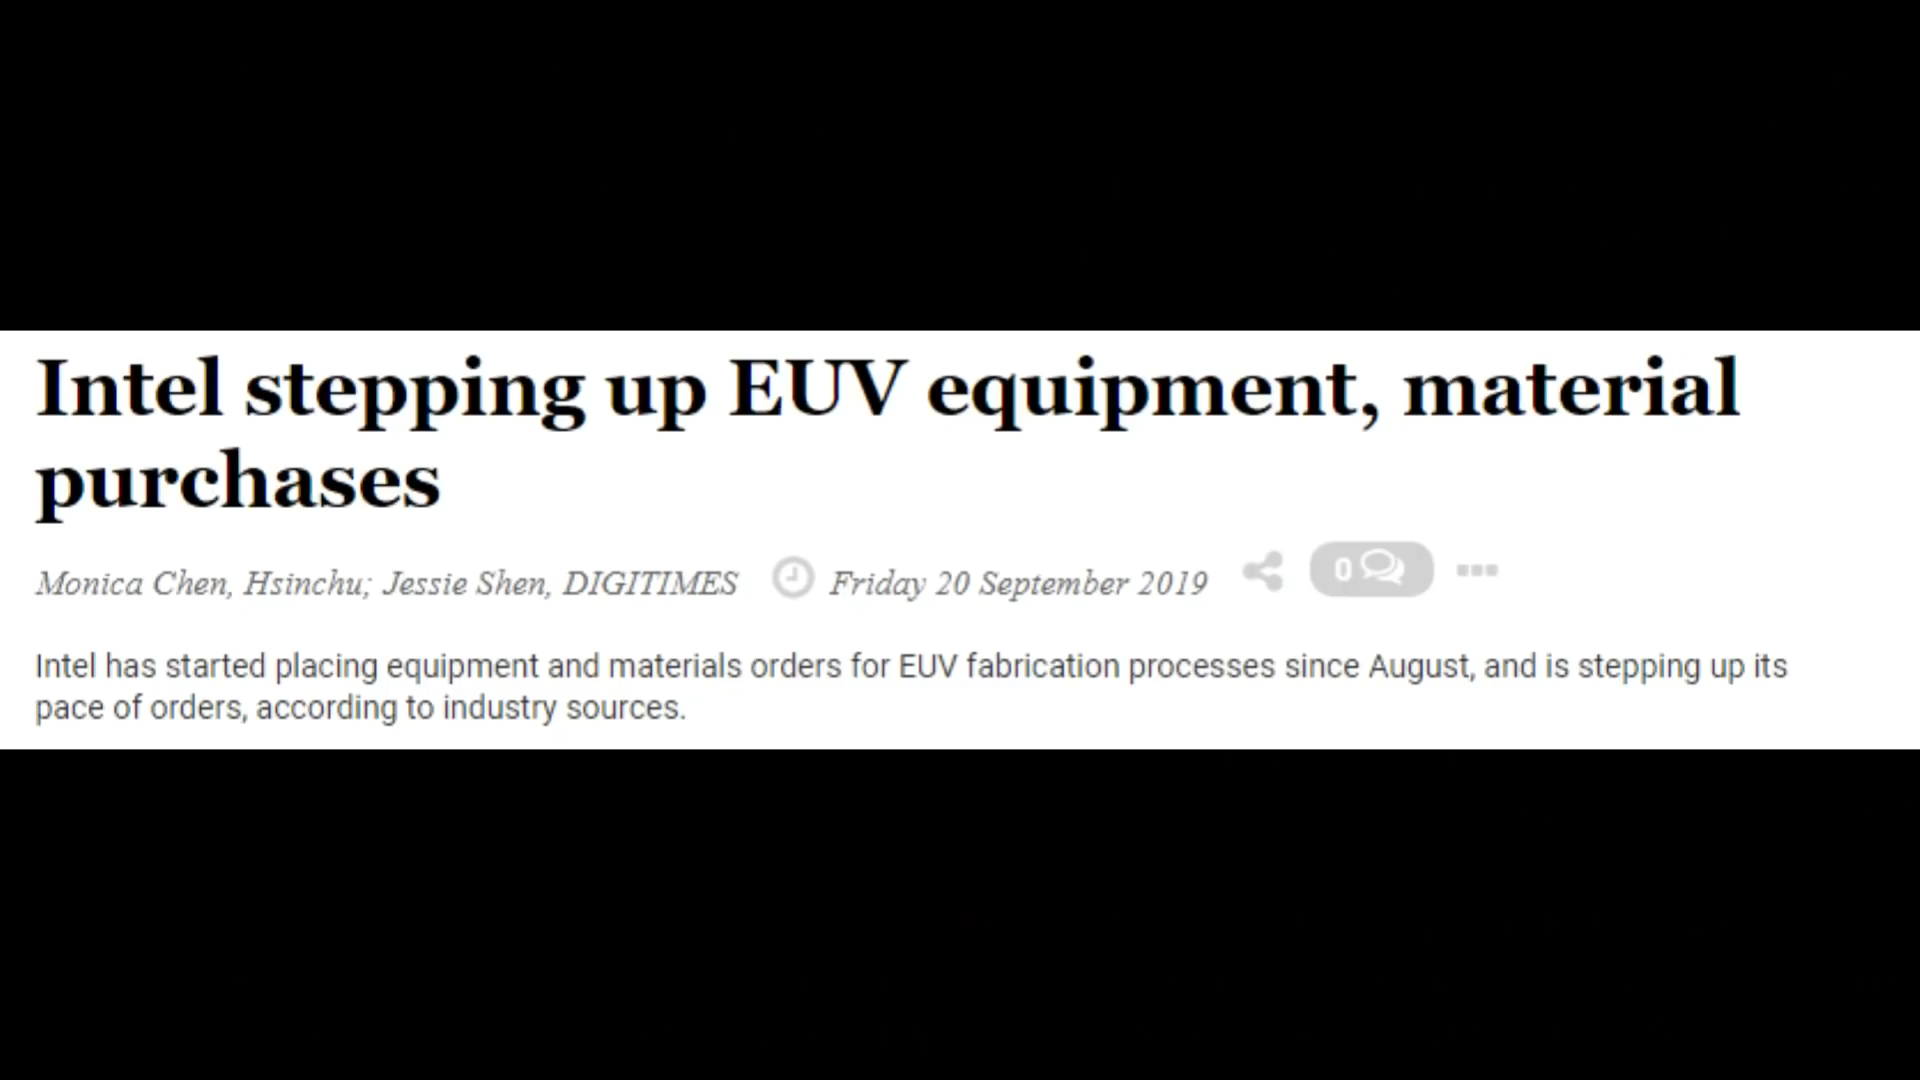 Intel stepping up EUV equipment, material
purchases
Monica Chen, Hsinchu; Jessie Shen, DIGITIMES Friday 20 September 2019 0
Intel has started placing equipment and materials orders for EUV fabrication processes since August, and is stepping up its
pace of orders, according to industry sources.